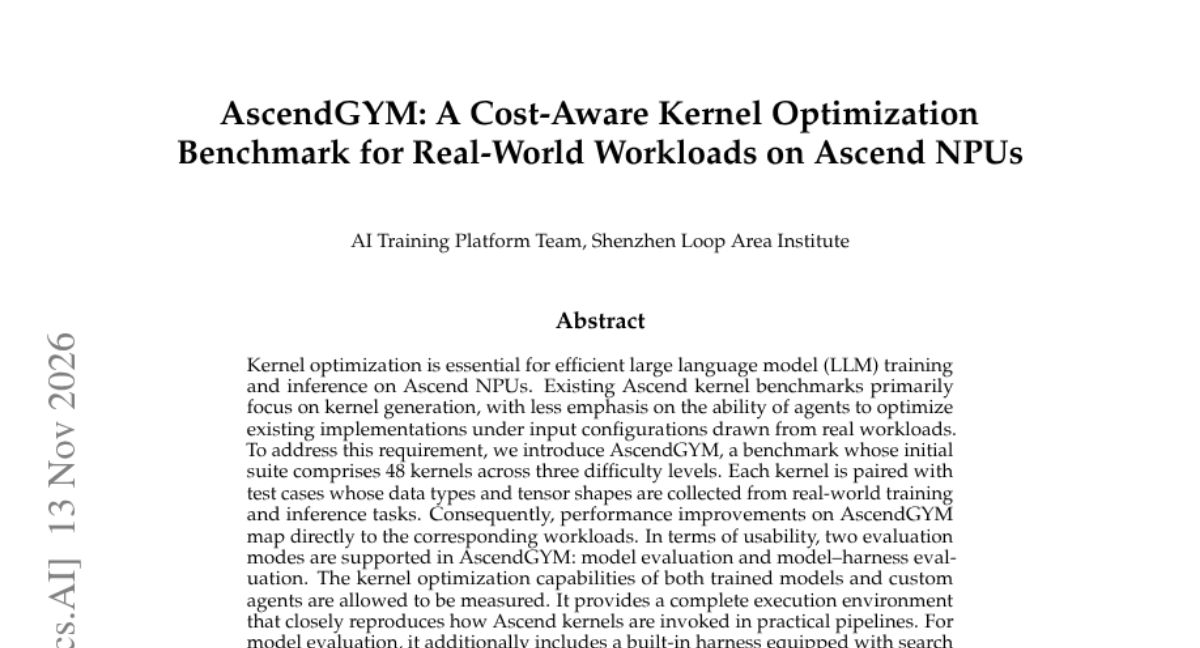 AscendGYM: A Cost-Aware Kernel Optimization
Benchmark for Real-World Workloads on Ascend NPUs
AI Training Platform Team, Shenzhen Loop Area Institute
Abstract
Kernel optimization is essential for efficient large language model (LLM) training
and inference on Ascend NPUs. Existing Ascend kernel benchmarks primarily
focus on kernel generation, with less emphasis on the ability of agents to optimize
existing implementations under input configurations drawn from real workloads.
To address this requirement, we introduce AscendGYM, a benchmark whose initial
suite comprises 48 kernels across three difficulty levels. Each kernel is paired with
test cases whose data types and tensor shapes are collected from real-world training
and inference tasks. Consequently, performance improvements on AscendGYM
map directly to the corresponding workloads. In terms of usability, two evaluation
modes are supported in AscendGYM: model evaluation and model–harness eval-
uation. The kernel optimization capabilities of both trained models and custom
agents are allowed to be measured. It provides a complete execution environment
that closely reproduces how Ascend kernels are invoked in practical pipelines. For
model evaluation, it additionally includes a built-in harness equipped with search
cs.AI] 13 Nov 2026